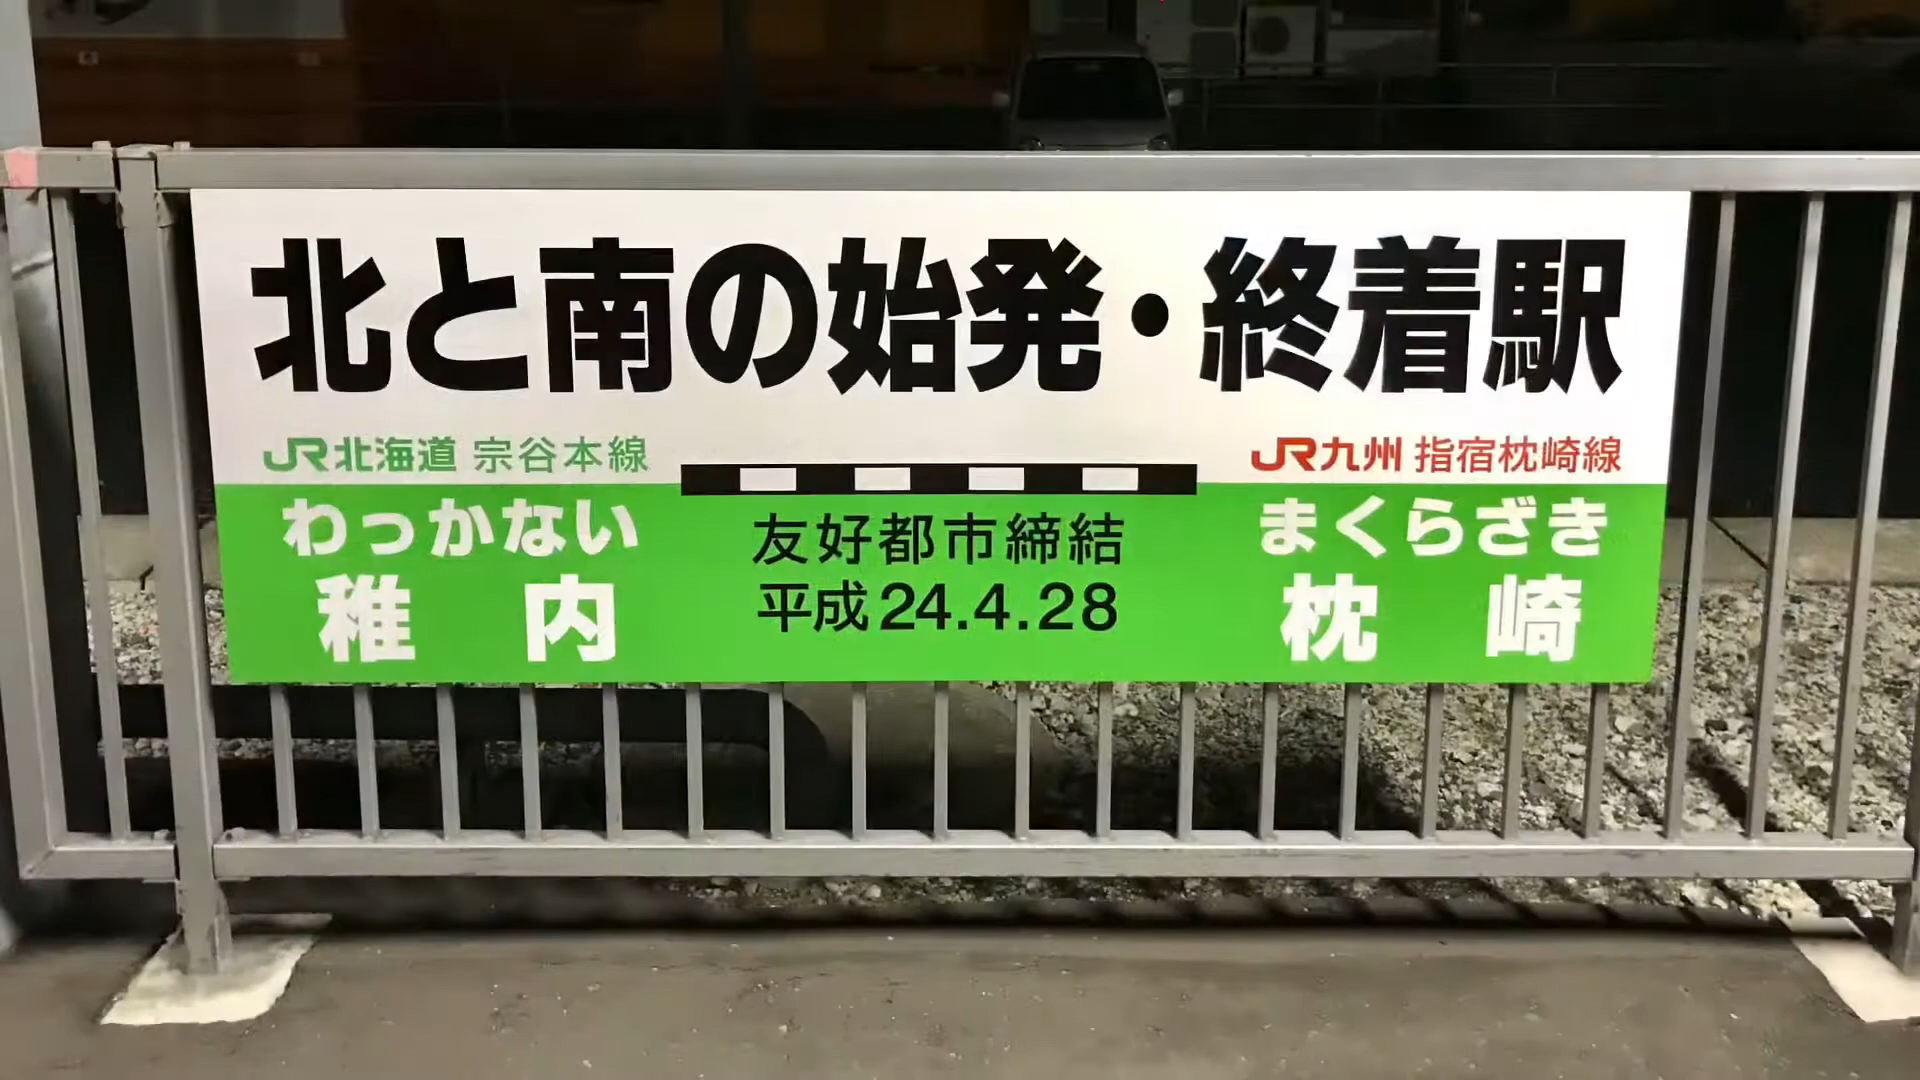 北と南の始発・終着駅
JR北海道 宗谷本線
JR九州 指宿枕崎線
わっかない
稚内
友好都市締結
平成24.4.28
まくらざき
枕崎